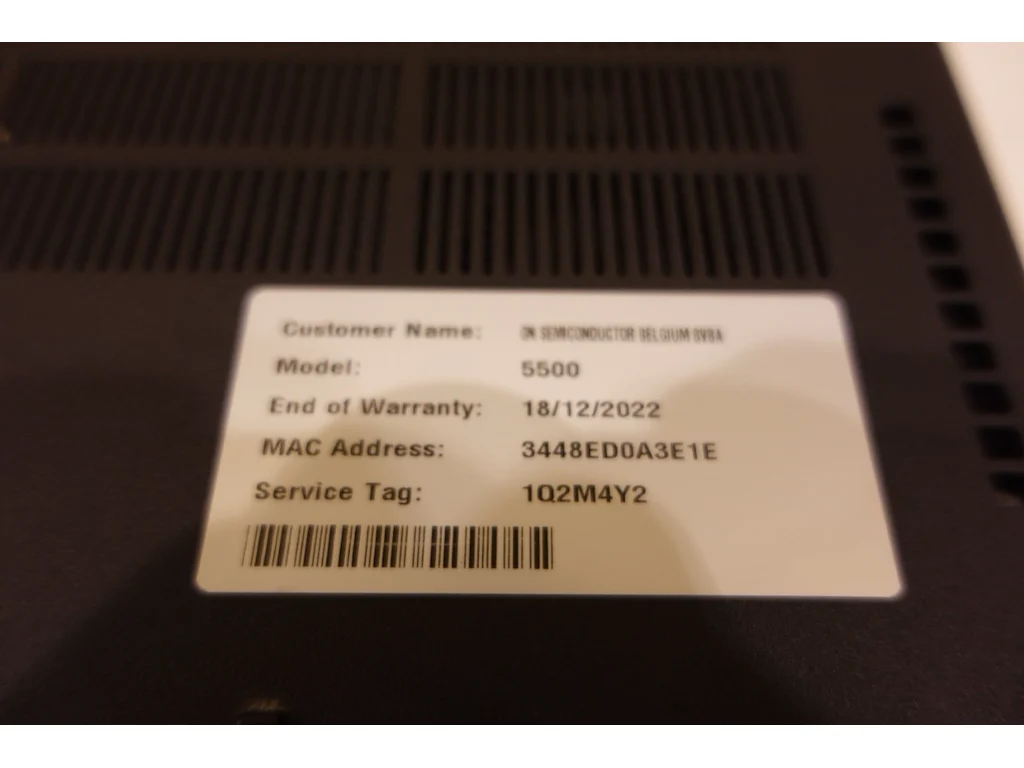 Customer Name: ON SEMICONDUCTOR BELGIUM BVBA
Model: 5500
End of Warranty: 18/12/2022
MAC Address: 3448ED0A3E1E
Service Tag: 1Q2M4Y2